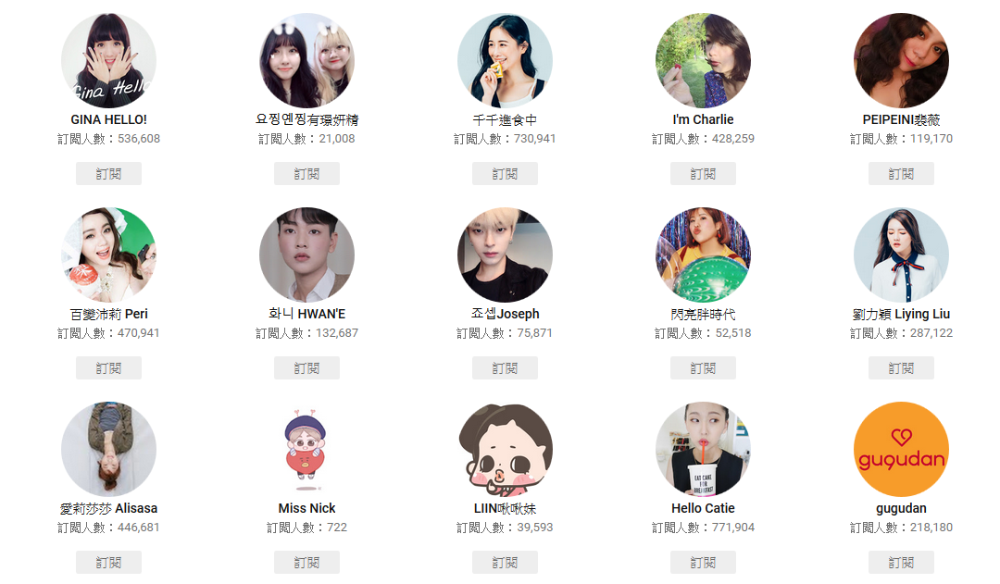 Gina Hello
GINA HELLO!
訂閱人數：536,608
訂閱
요찡옌찡有璟妍精
訂閱人數：21,008
訂閱
千千進食中
訂閱人數：730,941
訂閱
I'm Charlie
訂閱人數：428,259
訂閱
PEIPEINI裴薇
訂閱人數：119,170
訂閱
百變沛莉 Peri
訂閱人數：470,941
訂閱
화니 HWAN'E
訂閱人數：132,687
訂閱
죠셉Joseph
訂閱人數：75,871
訂閱
閃亮胖時代
訂閱人數：52,518
訂閱
劉力穎 Liying Liu
訂閱人數：287,122
訂閱
愛莉莎莎 Alisasa
訂閱人數：446,681
訂閱
Miss Nick
訂閱人數：722
訂閱
LIIN啾啾妹
訂閱人數：39,593
訂閱
EAT CAKE
FOR
BREAKFAST
Hello Catie
訂閱人數：771,904
訂閱
gugudan
gugudan
訂閱人數：218,180
訂閱